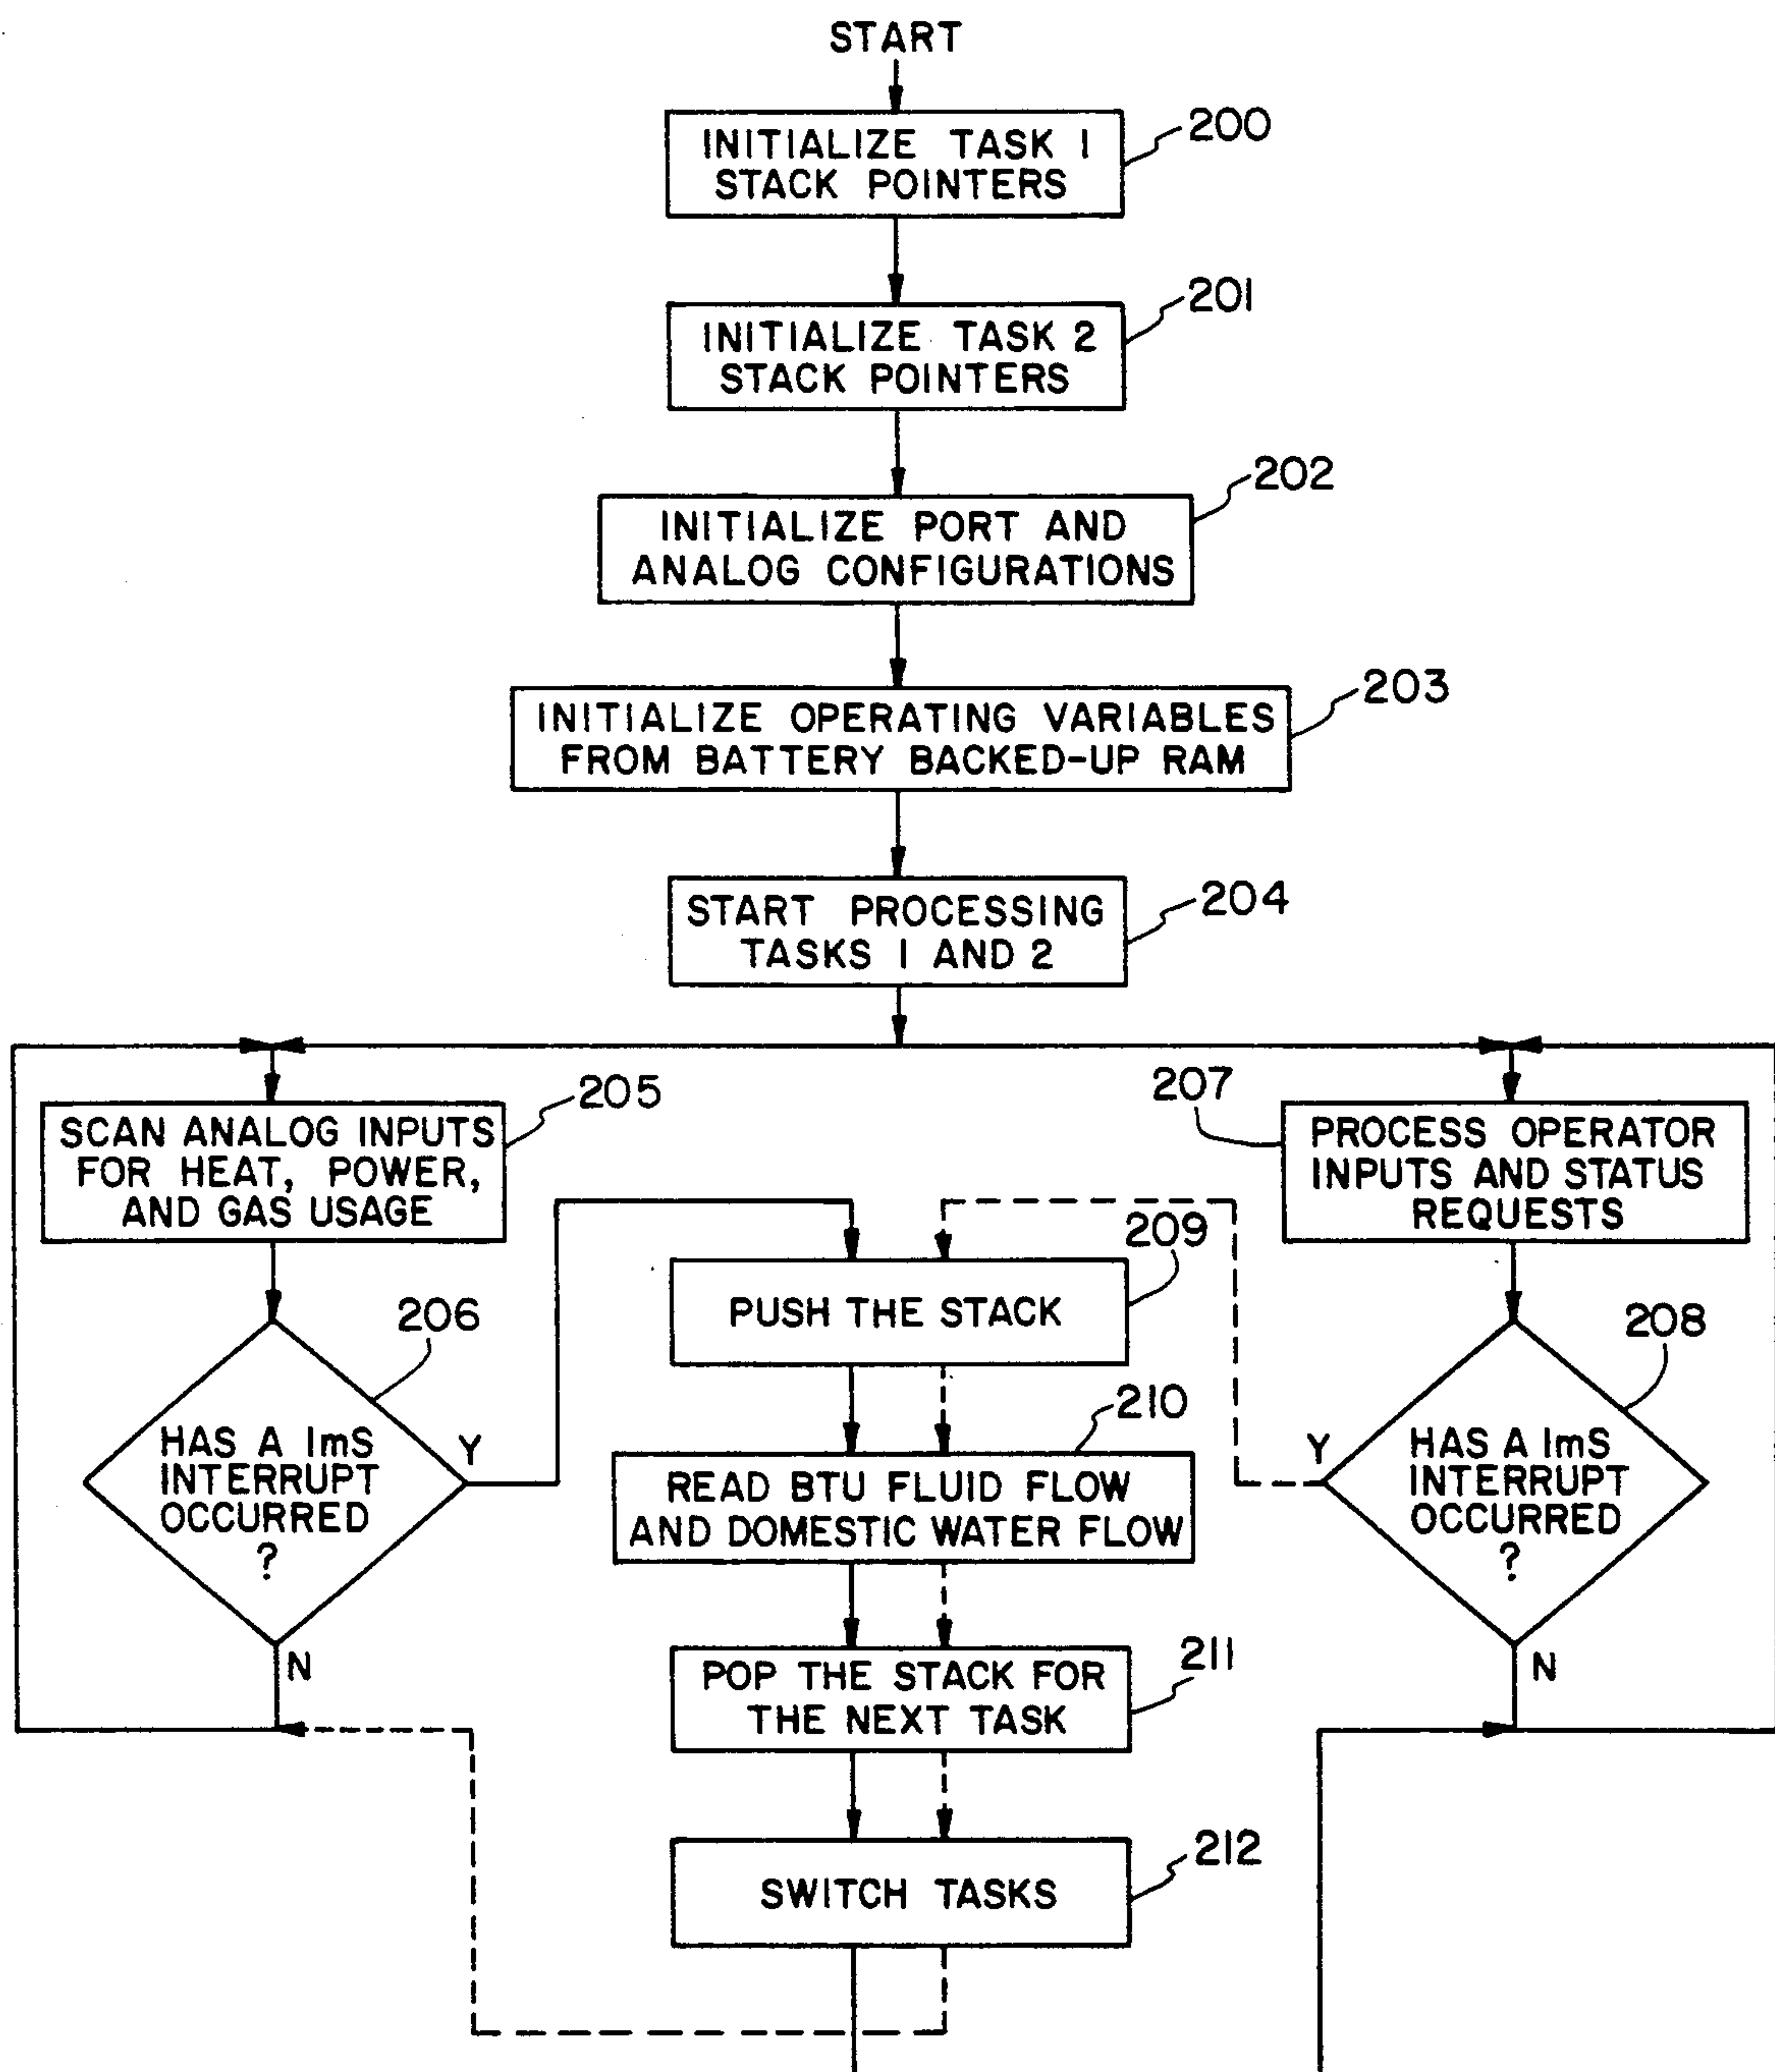 START
200
INITIALIZE TASK 1
STACK POINTERS
201
INITIALIZE TASK 2
STACK POINTERS
202
INITIALIZE PORT AND
ANALOG CONFIGURATIONS
203
INITIALIZE OPERATING VARIABLES
FROM BATTERY BACKED-UP RAM
204
START PROCESSING
TASKS 1 AND 2
205
SCAN ANALOG INPUTS
FOR HEAT, POWER,
AND GAS USAGE
207
PROCESS OPERATOR
INPUTS AND STATUS
REQUESTS
206
HAS A 1mS
INTERRUPT
OCCURRED
?
Y
N
209
PUSH THE STACK
208
HAS A 1mS
INTERRUPT
OCCURRED
?
Y
N
210
READ BTU FLUID FLOW
AND DOMESTIC WATER FLOW
211
POP THE STACK FOR
THE NEXT TASK
212
SWITCH TASKS